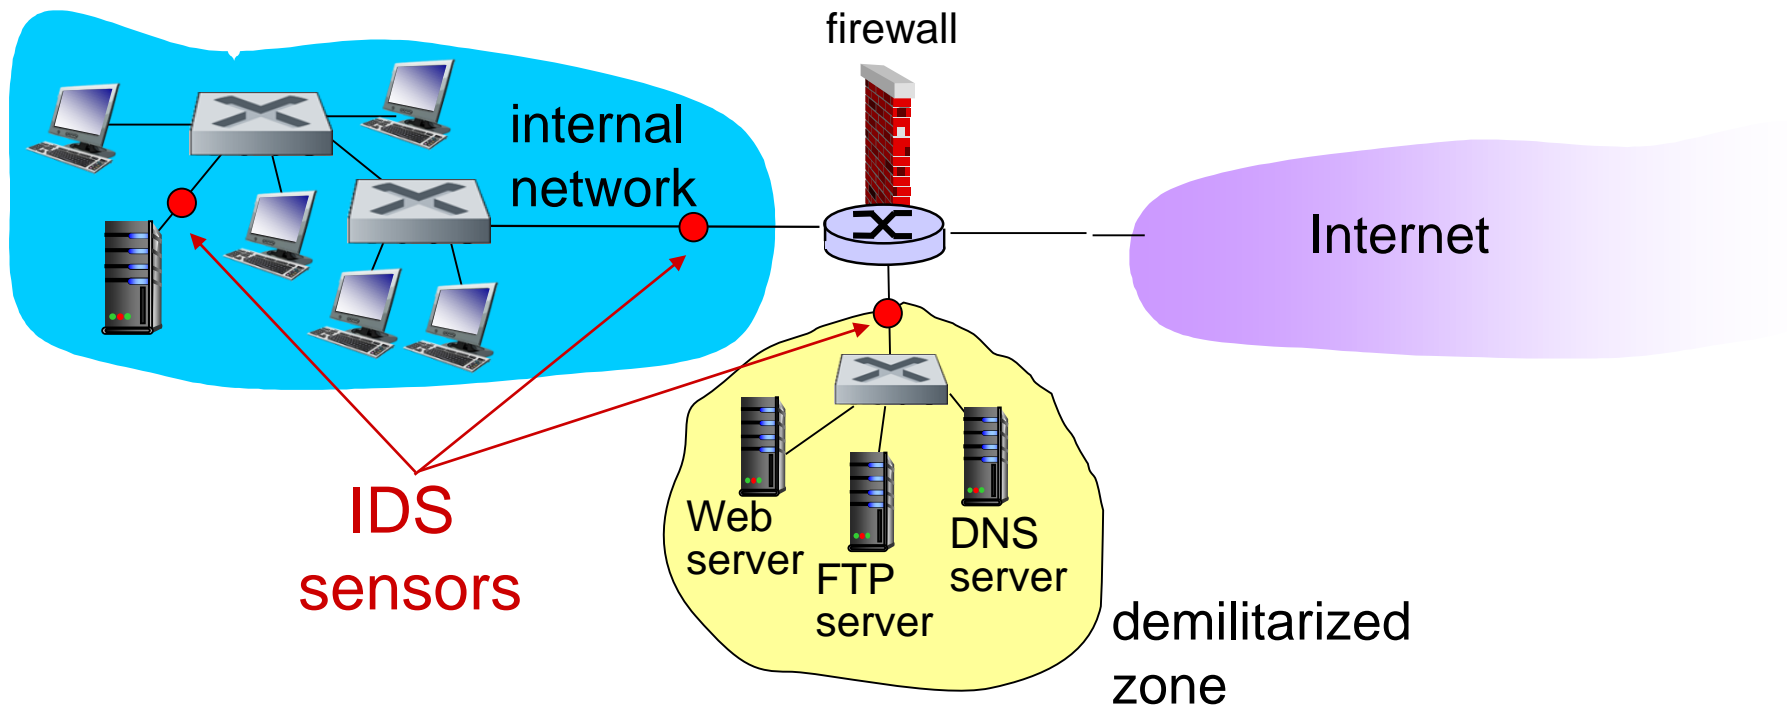 firewall
internal
network
Internet
IDS
sensors
Web
server
FTP
server
DNS
server
demilitarized
zone